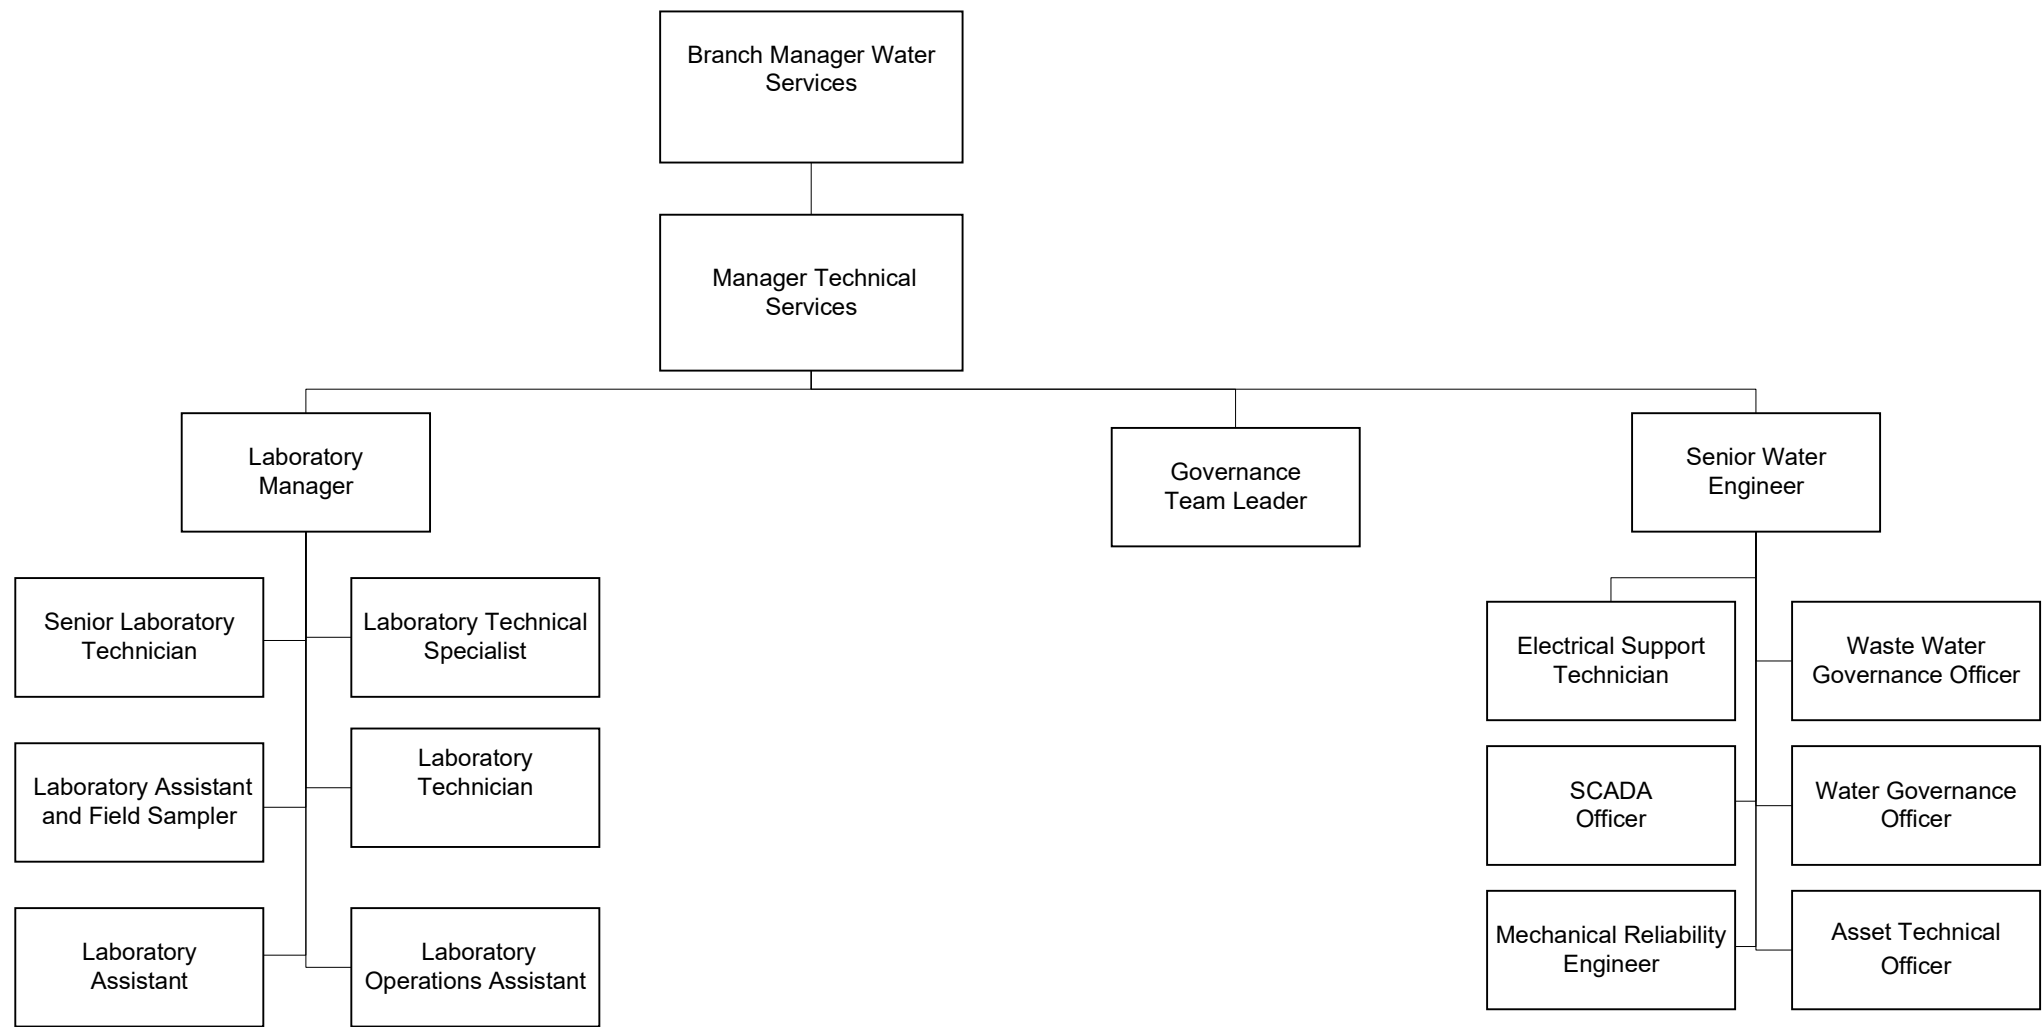 Branch Manager Water
Services
Manager Technical
Services
Laboratory
Manager
Governance
Team Leader
Senior Water
Engineer
Senior Laboratory
Technician
Laboratory Technical
Specialist
Electrical Support
Technician
Waste Water
Governance Officer
Laboratory Assistant
and Field Sampler
Laboratory
Technician
SCADA
Officer
Water Governance
Officer
Laboratory
Assistant
Laboratory
Operations Assistant
Mechanical Reliability
Engineer
Asset Technical
Officer